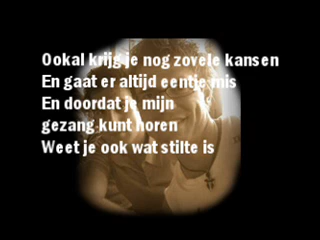 Ookal krijg je nog zovele kansen
En gaat er altijd eentje mis
En doordat je mijn
gezang kunt horen
Weet je ook wat stilte is